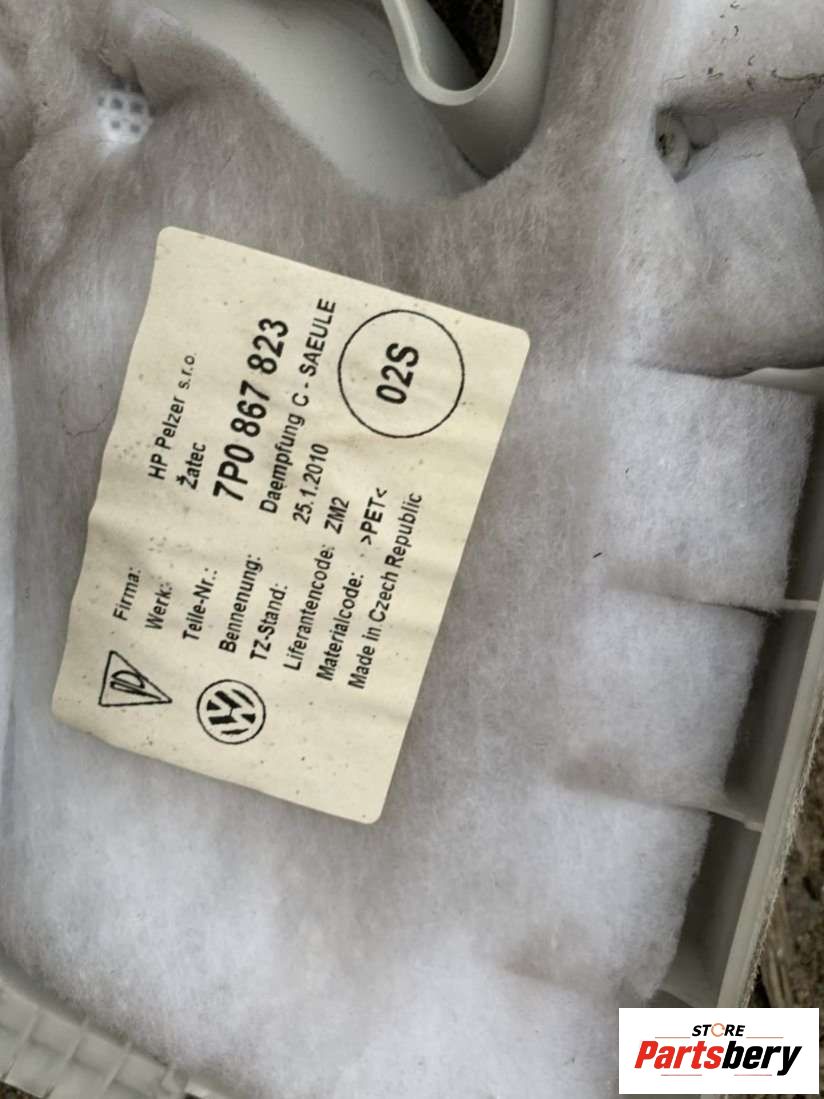 Firma: HP Pelzer s.r.o.
Werk: Žatec
Teile-Nr.: 7P0 867 823
Bennenung: Daempfung C - SAEULE
TZ-Stand: 25.1.2010
Liferantencode: ZM2
Materialcode: >PET<
Made in Czech Republic
02S
VW
STORE
Partsbery